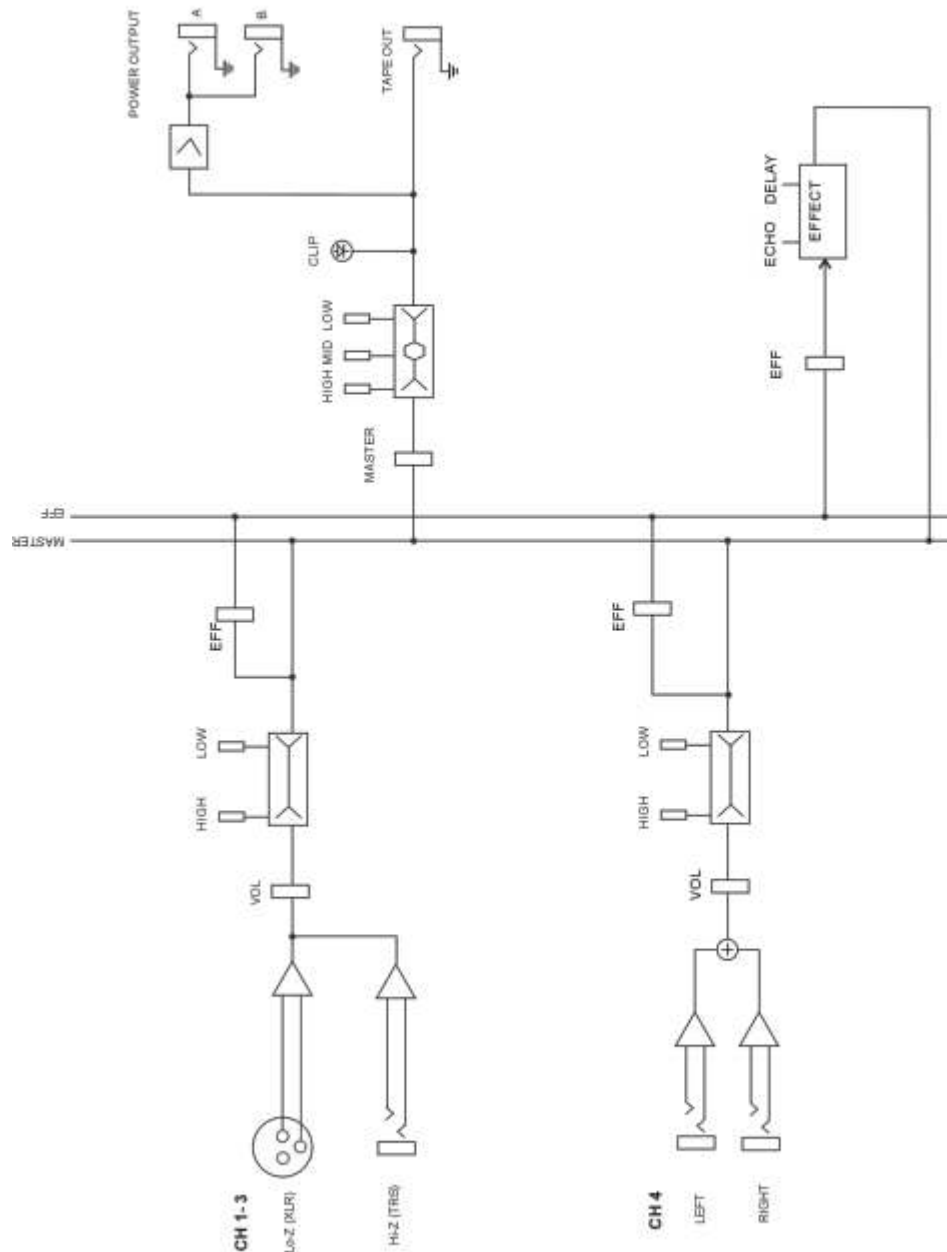 POWER OUTPUT
A
B
TAPE OUT
CLIP
HIGH
MID
LOW
MASTER
ECHO
DELAY
EFFECT
EFF
EFF
MASTER
EFF
LOW
HIGH
VOL
CH 1-3
Lo-Z (XLR)
Hi-Z (TRS)
EFF
LOW
HIGH
VOL
CH 4
LEFT
RIGHT